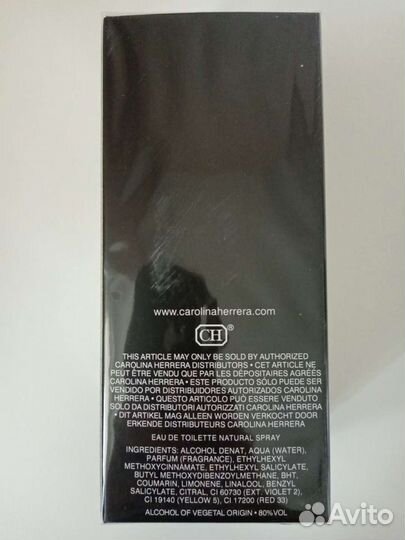 www.carolinaherrera.com
CH®
THIS ARTICLE MAY ONLY BE SOLD BY AUTHORIZED
CAROLINA HERRERA DISTRIBUTORS • CET ARTICLE NE
PEUT ÊTRE VENDU QUE PAR LES DÉPOSITAIRES AGRÉÉS
CAROLINA HERRERA • ESTE PRODUCTO SÓLO PUEDE SER
VENDIDO POR DISTRIBUIDORES AUTORIZADOS CAROLINA
HERRERA • QUESTO ARTICOLO PUÒ ESSERE VENDUTO
SOLO DA DISTRIBUTORI AUTORIZZATI CAROLINA HERRERA
• DIT ARTIKEL MAG ALLEEN WORDEN VERKOCHT DOOR
ERKENDE DISTRIBUTEURS CAROLINA HERRERA
EAU DE TOILETTE NATURAL SPRAY
INGREDIENTS: ALCOHOL DENAT, AQUA (WATER),
PARFUM (FRAGRANCE), ETHYLHEXYL
METHOXYCINNAMATE, ETHYLHEXYL SALICYLATE,
BUTYL METHOXYDIBENZOYLMETHANE, BHT,
COUMARIN, LIMONENE, LINALOOL, BENZYL
SALICYLATE, CITRAL, CI 60730 (EXT. VIOLET 2),
CI 19140 (YELLOW 5), CI 17200 (RED 33)
ALCOHOL OF VEGETAL ORIGIN • 80%VOL
Avito